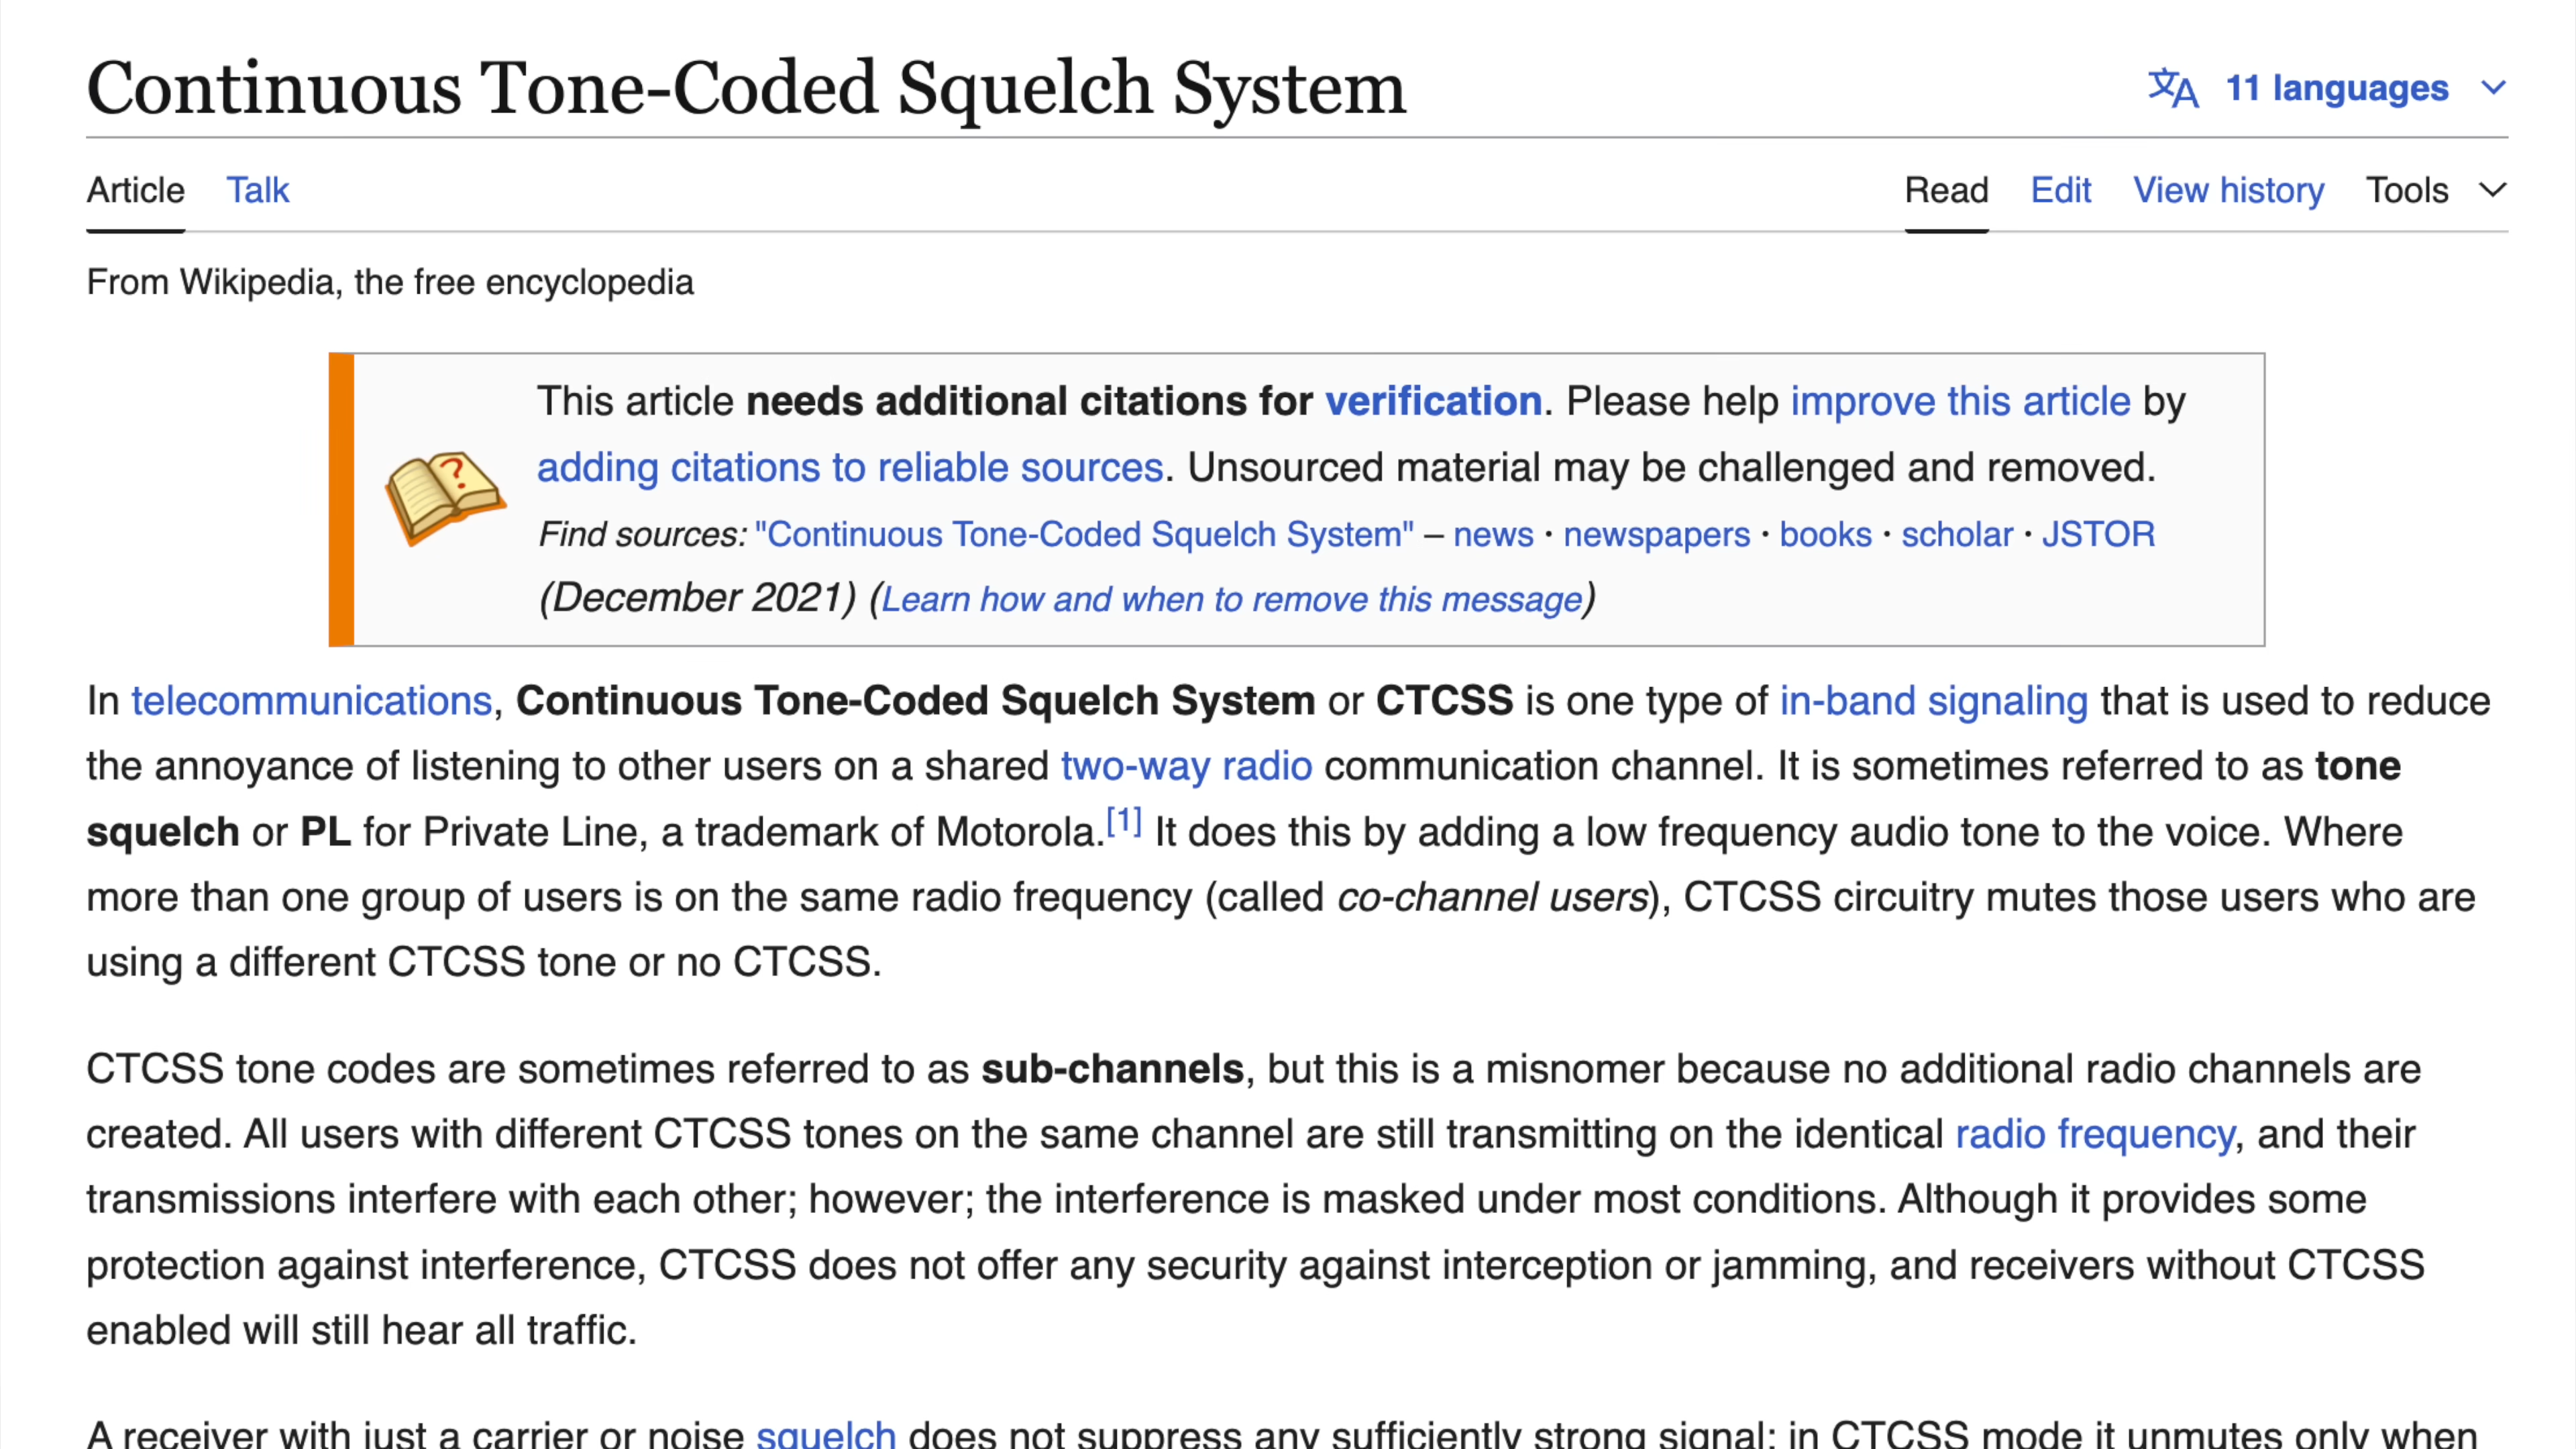 Continuous Tone-Coded Squelch System
11 languages
Article Talk
Read Edit View history Tools
From Wikipedia, the free encyclopedia
This article needs additional citations for verification. Please help improve this article by
adding citations to reliable sources. Unsourced material may be challenged and removed.
Find sources: "Continuous Tone-Coded Squelch System" – news · newspapers · books · scholar · JSTOR
(December 2021) (Learn how and when to remove this message)
In telecommunications, Continuous Tone-Coded Squelch System or CTCSS is one type of in-band signaling that is used to reduce
the annoyance of listening to other users on a shared two-way radio communication channel. It is sometimes referred to as tone
squelch or PL for Private Line, a trademark of Motorola.[1] It does this by adding a low frequency audio tone to the voice. Where
more than one group of users is on the same radio frequency (called co-channel users), CTCSS circuitry mutes those users who are
using a different CTCSS tone or no CTCSS.
CTCSS tone codes are sometimes referred to as sub-channels, but this is a misnomer because no additional radio channels are
created. All users with different CTCSS tones on the same channel are still transmitting on the identical radio frequency, and their
transmissions interfere with each other; however; the interference is masked under most conditions. Although it provides some
protection against interference, CTCSS does not offer any security against interception or jamming, and receivers without CTCSS
enabled will still hear all traffic.
A receiver with just a carrier or noise squelch does not suppress any sufficiently strong signal; in CTCSS mode it unmutes only when